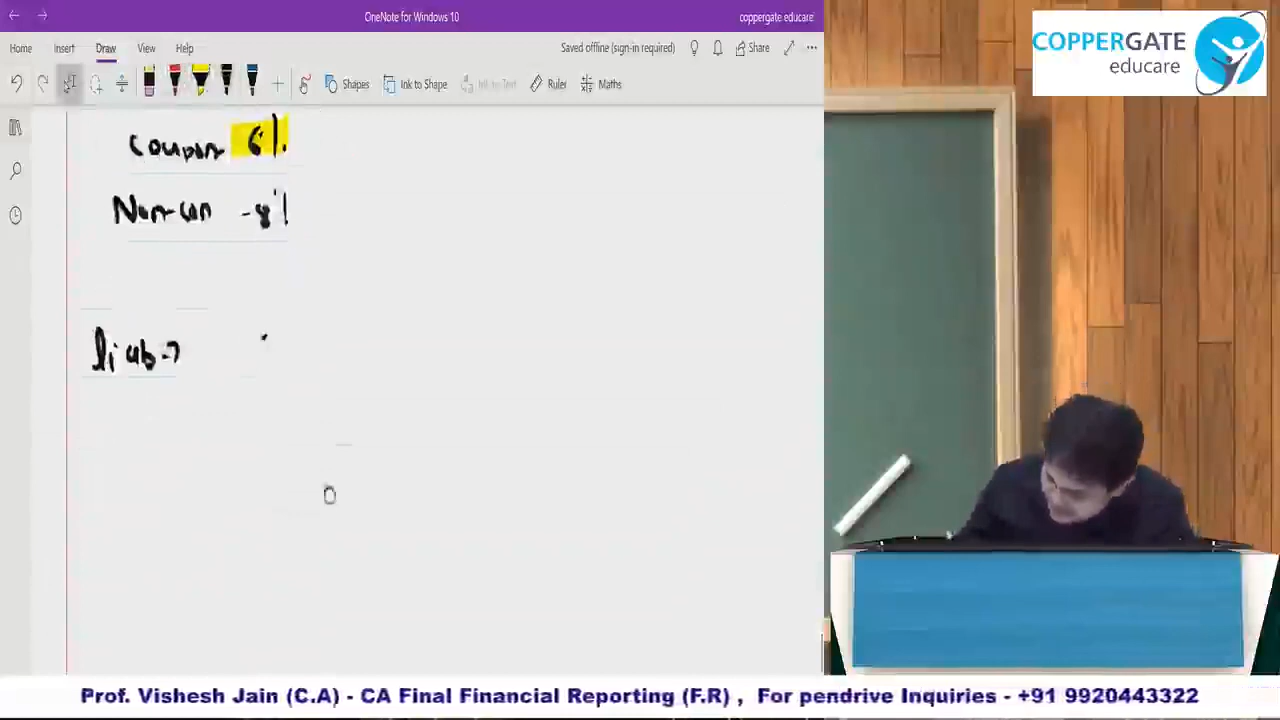 OneNote for Windows 10
coppergate educare
Home Insert Draw View Help
Saved offline (sign-in required) Share
Shapes Ink to Shape Ink to Text Ruler Maths
Coupon 6%.
Non-con - 8%
liab →
COPPERGATE
educare
Prof. Vishesh Jain (C.A) - CA Final Financial Reporting (F.R) , For pendrive Inquiries - +91 9920443322